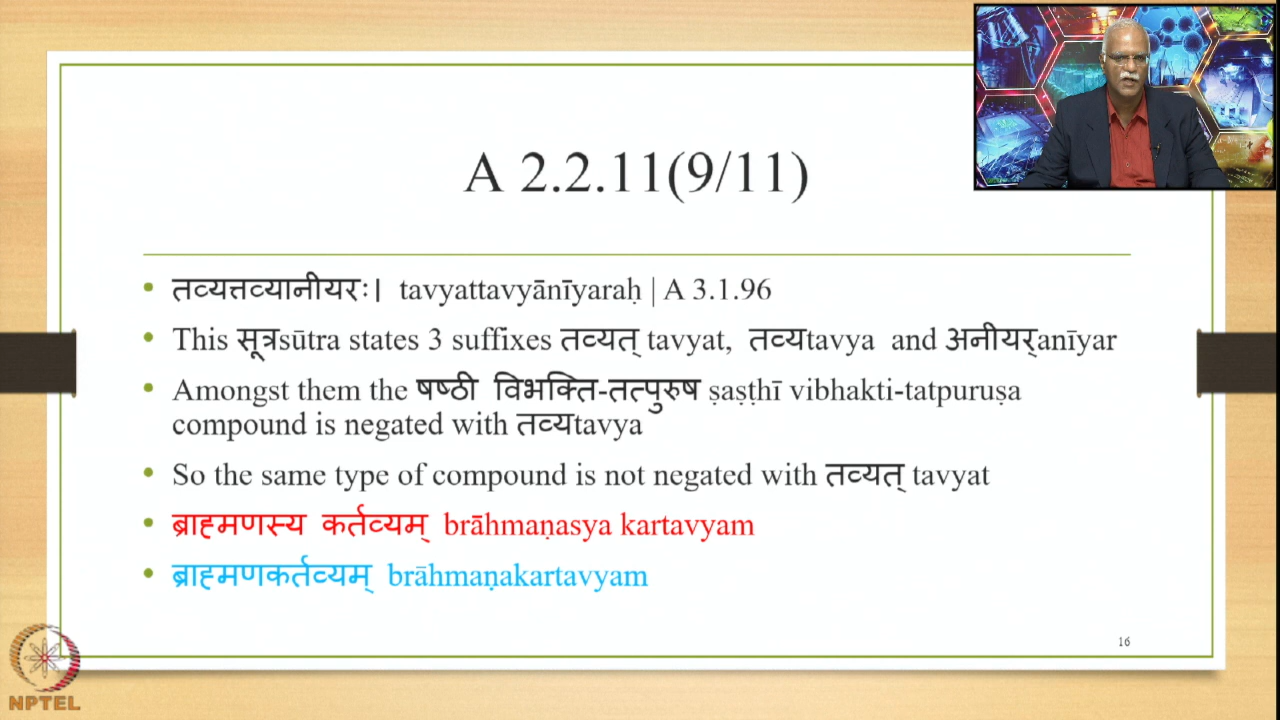 A 2.2.11(9/11)
तव्यत्तव्यानीयरः। tavyattavyānīyaraḥ | A 3.1.96
This सूत्रsūtra states 3 suffixes तव्यत् tavyat, तव्यtavya and अनीयर्anīyar
Amongst them the षष्ठी विभक्ति-तत्पुरुष ṣaṣṭhī vibhakti-tatpuruṣa
compound is negated with तव्यtavya
So the same type of compound is not negated with तव्यत् tavyat
ब्राह्मणस्य कर्तव्यम् brāhmaṇasya kartavyam
ब्राह्मणकर्तव्यम् brāhmaṇakartavyam
16
NPTEL